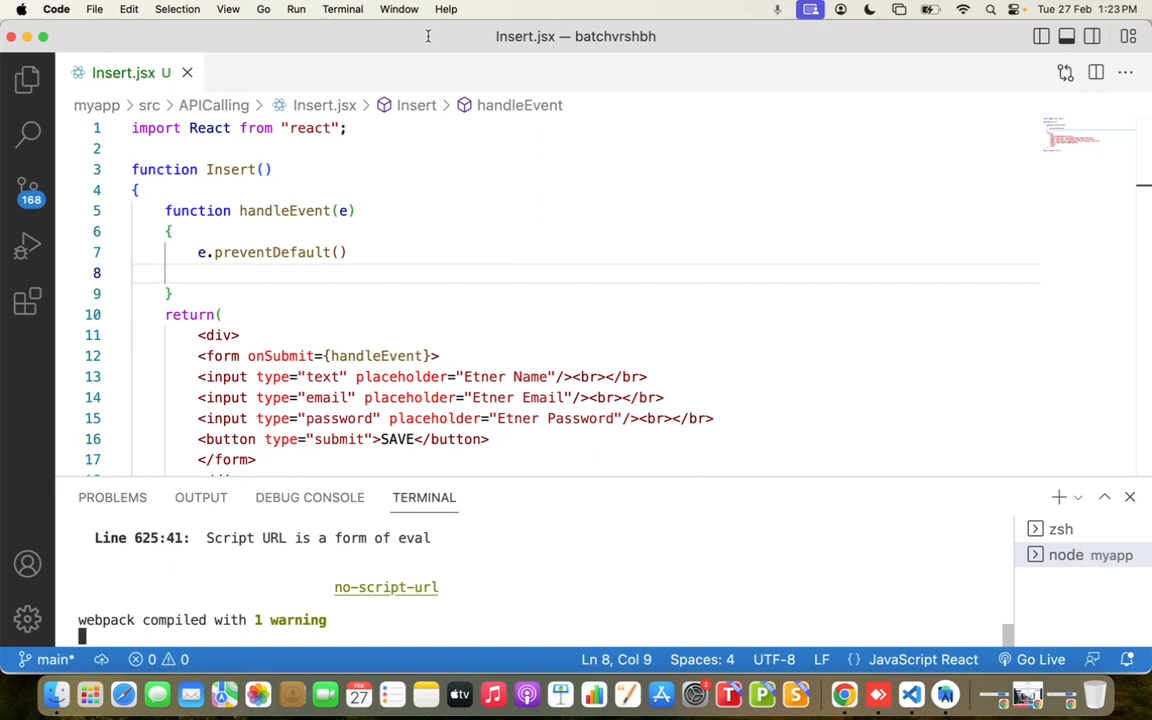 Code File Edit Selection View Go Run Terminal Window Help Tue 27 Feb 1:23 PM
Insert.jsx — batchvrshbh
Insert.jsx U
myapp > src > APICalling > Insert.jsx > Insert > handleEvent
1 import React from "react";
2
3 function Insert()
4 {
5 function handleEvent(e)
6 {
7 e.preventDefault()
8
9 }
10 return(
11 <div>
12 <form onSubmit={handleEvent}>
13 <input type="text" placeholder="Etner Name"/><br></br>
14 <input type="email" placeholder="Etner Email"/><br></br>
15 <input type="password" placeholder="Etner Password"/><br></br>
16 <button type="submit">SAVE</button>
17 </form>
168
PROBLEMS OUTPUT DEBUG CONSOLE TERMINAL
Line 625:41: Script URL is a form of eval
no-script-url
webpack compiled with 1 warning
zsh
node myapp
main* 0 0 Ln 8, Col 9 Spaces: 4 UTF-8 LF {} JavaScript React Go Live
FEB
27
tv
2
T P S